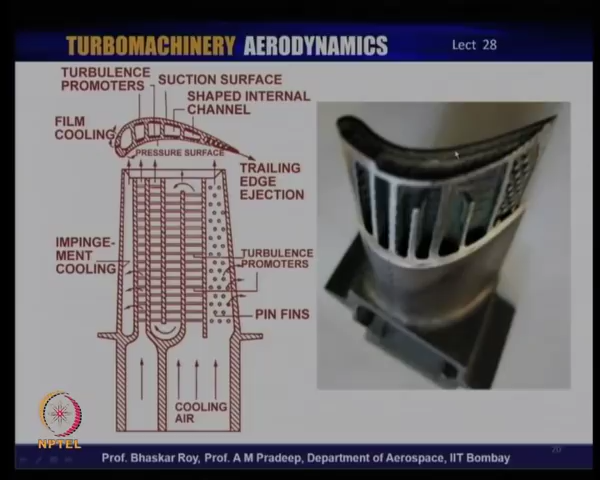 TURBOMACHINERY AERODYNAMICS
Lect 28
TURBULENCE
PROMOTERS
SUCTION SURFACE
SHAPED INTERNAL
CHANNEL
FILM
COOLING
PRESSURE SURFACE
TRAILING
EDGE
EJECTION
IMPINGE-
MENT
COOLING
TURBULENCE
PROMOTERS
PIN FINS
COOLING
AIR
NPTEL
Prof. Bhaskar Roy, Prof. A M Pradeep, Department of Aerospace, IIT Bombay
20